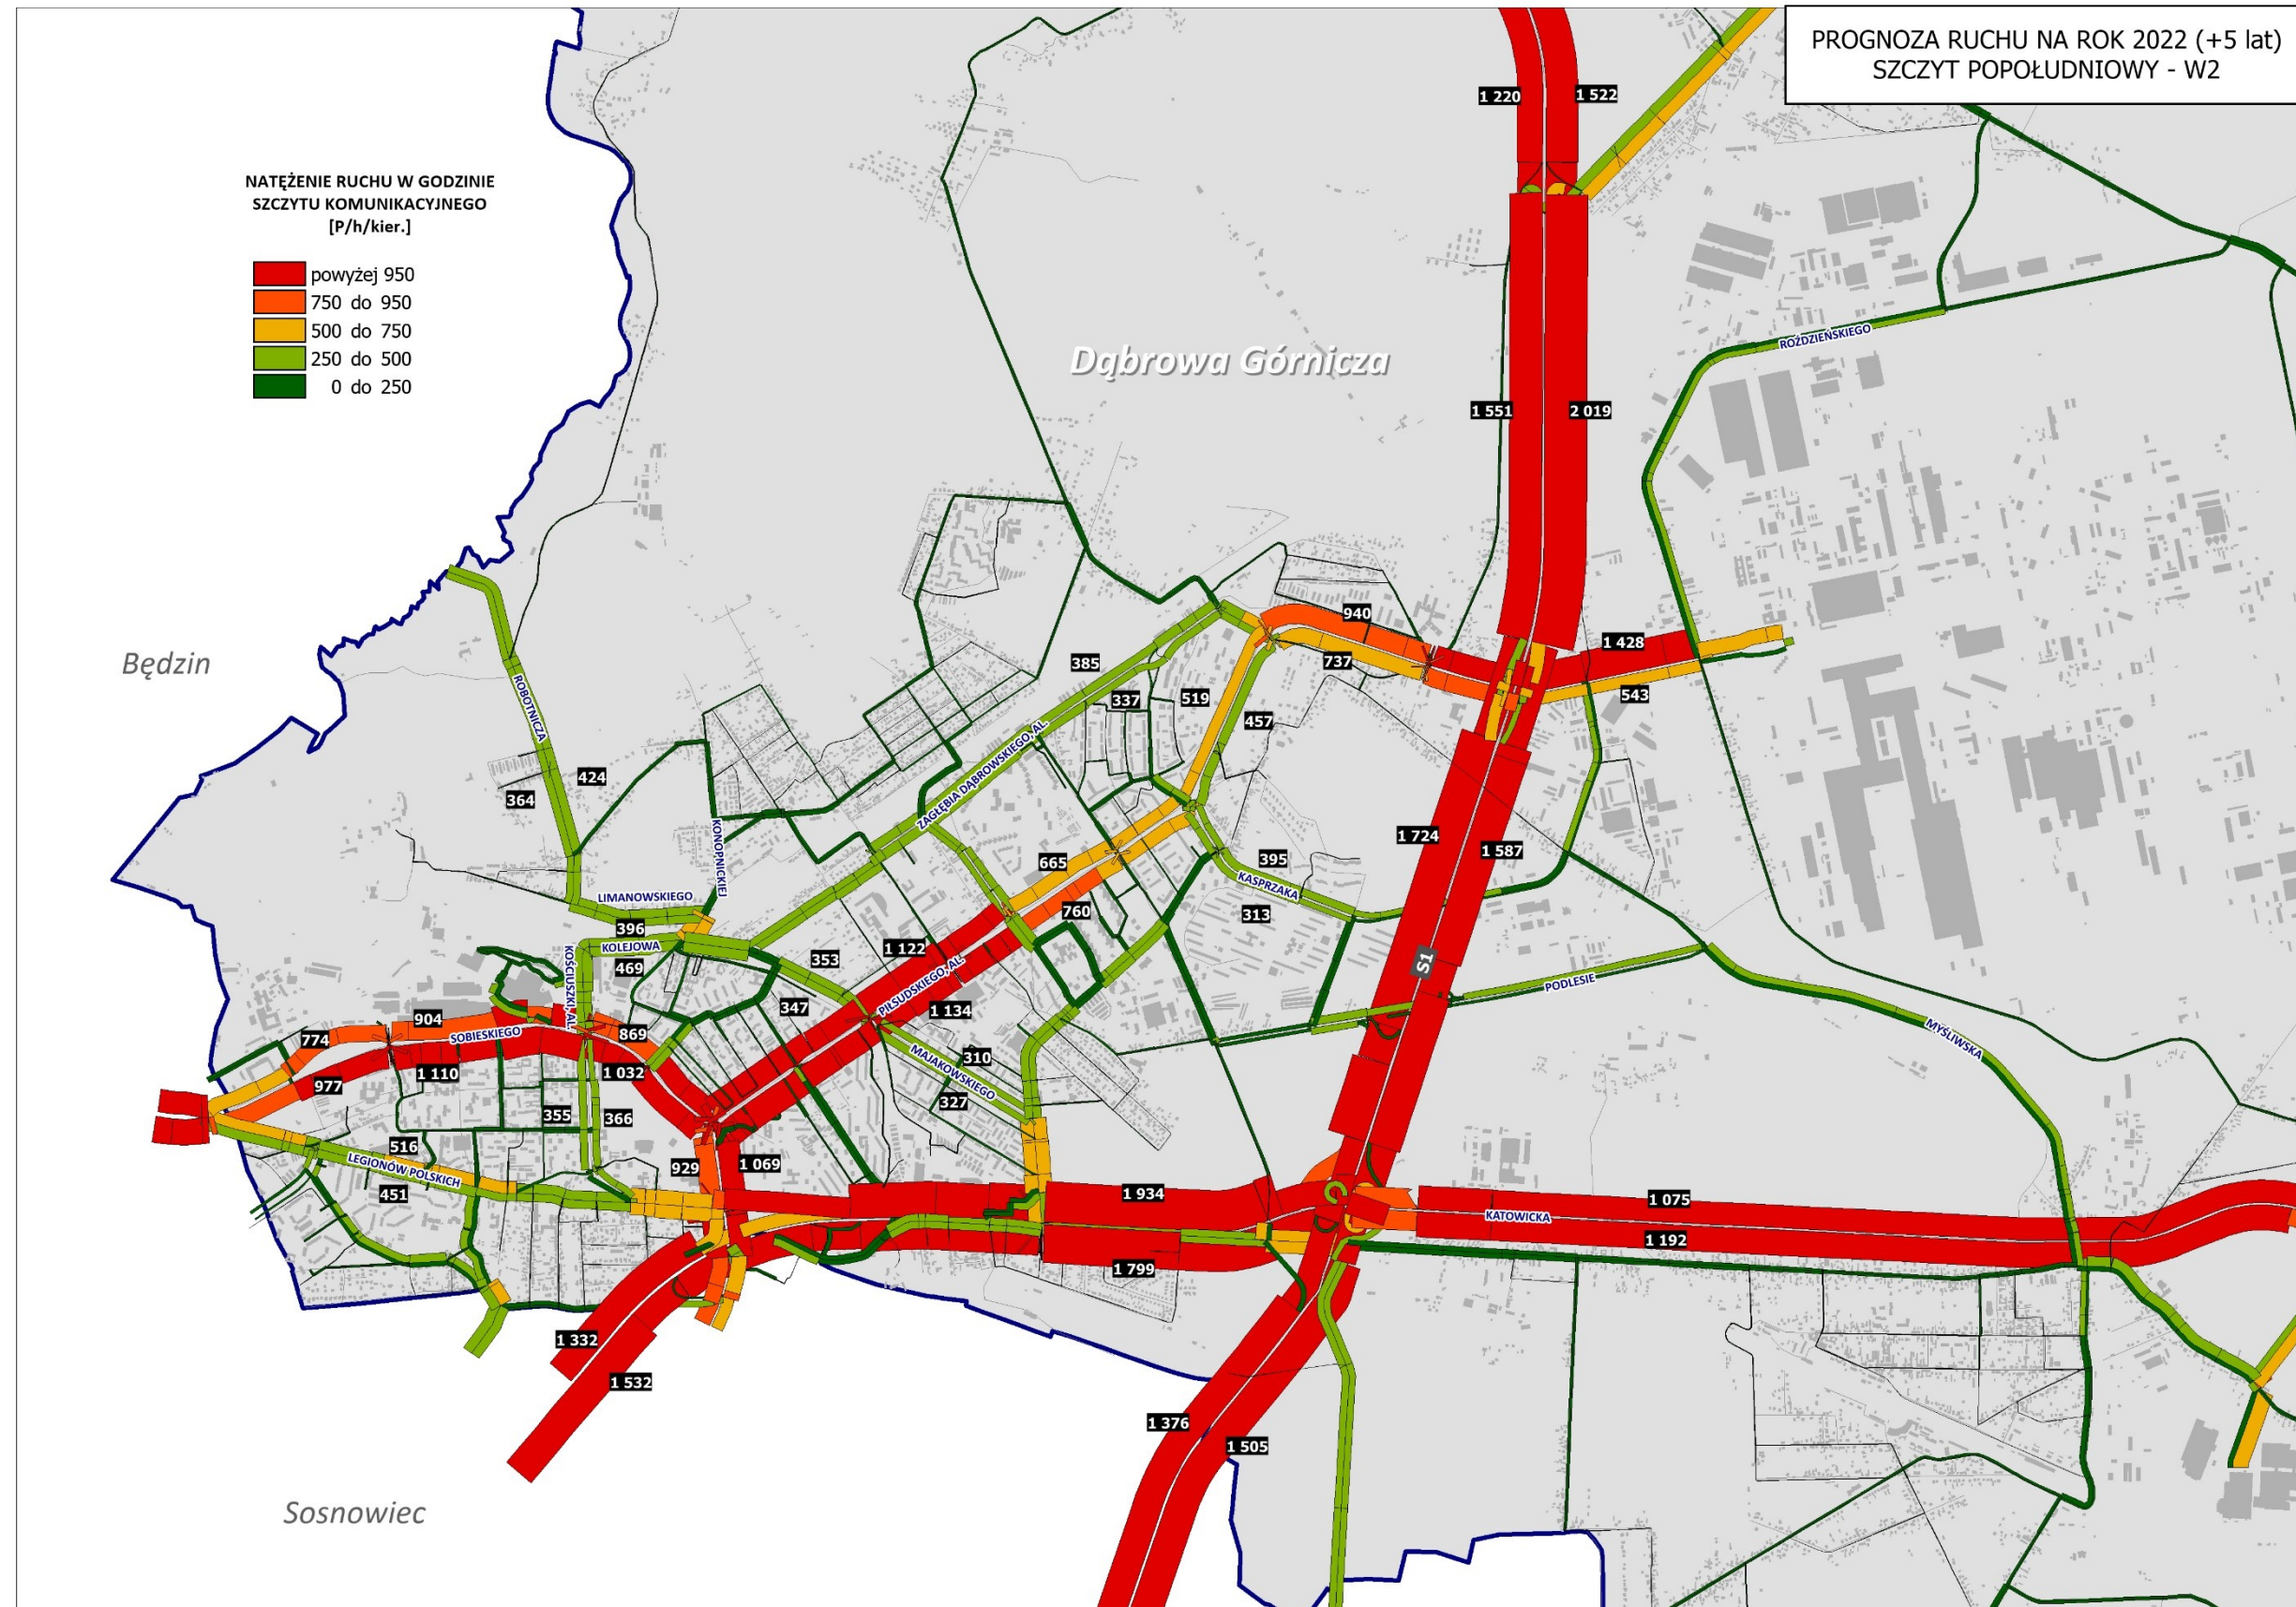 PROGNOZA RUCHU NA ROK 2022 (+5 lat)
SZCZYT POPOŁUDNIOWY - W2
1 220
1 522
NATĘŻENIE RUCHU W GODZINIE
SZCZYTU KOMUNIKACYJNEGO
[P/h/kier.]
powyżej 950
750 do 950
500 do 750
250 do 500
0 do 250
ROŹDZIEŃSKIEGO
Dąbrowa Górnicza
1 551
2 019
940
1 428
Będzin
385
737
ROBOTNICZA
337
519
543
457
ZAGŁĘBIA DĄBROWSKIEGO, AL.
424
364
1 724
KONOPNICKIEJ
1 587
665
395
KASPRZAKA
LIMANOWSKIEGO
760
313
396
KOLEJOWA
1 122
353
469
KOŚCIUSZKI, AL.
S1
PODLESIE
PIŁSUDSKIEGO, AL.
347
1 134
904
774
SOBIESKIEGO
869
MYŚLIWSKA
310
MAJAKOWSKIEGO
1 110
1 032
977
327
355
366
516
LEGIONÓW POLSKICH
929
1 069
451
1 934
1 075
KATOWICKA
1 192
1 799
1 332
1 532
1 376
1 505
Sosnowiec